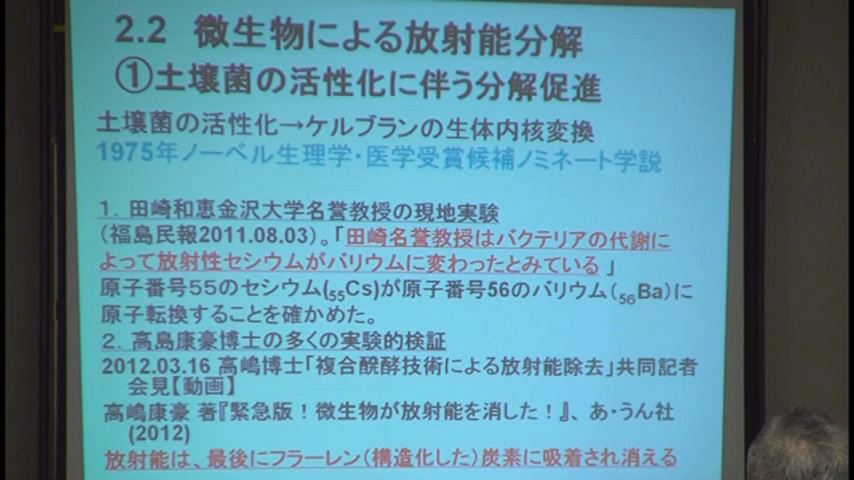 2.2 微生物による放射能分解
①土壌菌の活性化に伴う分解促進
土壌菌の活性化→ケルブランの生体内核変換
1975年ノーベル生理学・医学受賞候補ノミネート学説
１．田崎和恵金沢大学名誉教授の現地実験
（福島民報2011.08.03）。「田崎名誉教授はバクテリアの代謝に
よって放射性セシウムがバリウムに変わったとみている」
原子番号55のセシウム(₅₅Cs)が原子番号56のバリウム(₅₆Ba)に
原子転換することを確かめた。
２．高島康豪博士の多くの実験的検証
2012.03.16 高嶋博士「複合醗酵技術による放射能除去」共同記者
会見【動画】
高嶋康豪 著『緊急版！微生物が放射能を消した！』、あ・うん社
(2012)
放射能は、最後にフラーレン（構造化した）炭素に吸着され消える